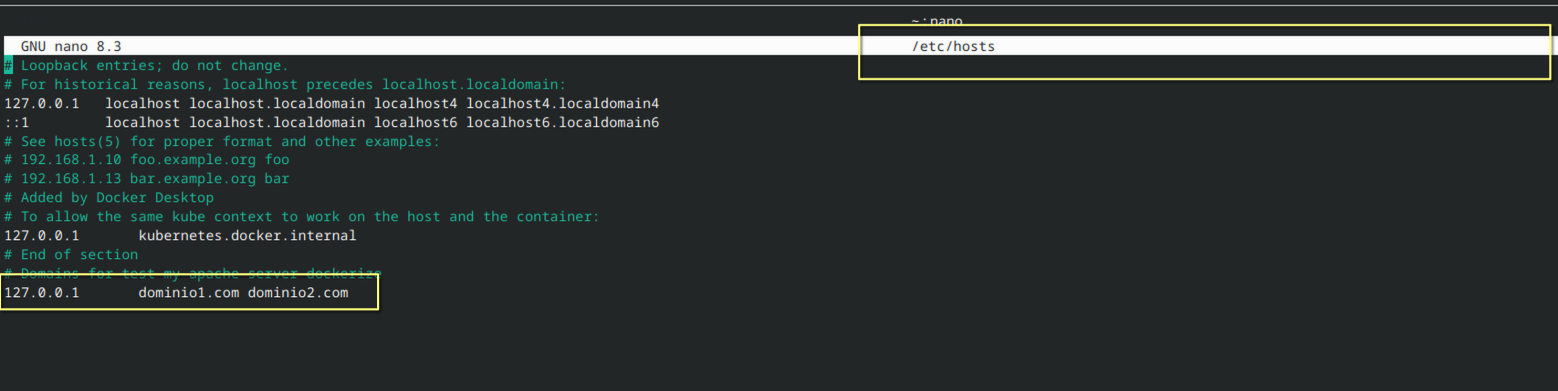 ~ : nano
GNU nano 8.3 /etc/hosts
# Loopback entries; do not change.
# For historical reasons, localhost precedes localhost.localdomain:
127.0.0.1   localhost localhost.localdomain localhost4 localhost4.localdomain4
::1         localhost localhost.localdomain localhost6 localhost6.localdomain6
# See hosts(5) for proper format and other examples:
# 192.168.1.10 foo.example.org foo
# 192.168.1.13 bar.example.org bar
# Added by Docker Desktop
# To allow the same kube context to work on the host and the container:
127.0.0.1       kubernetes.docker.internal
# End of section
# Domains for test my apache server dockerize
127.0.0.1       dominio1.com dominio2.com